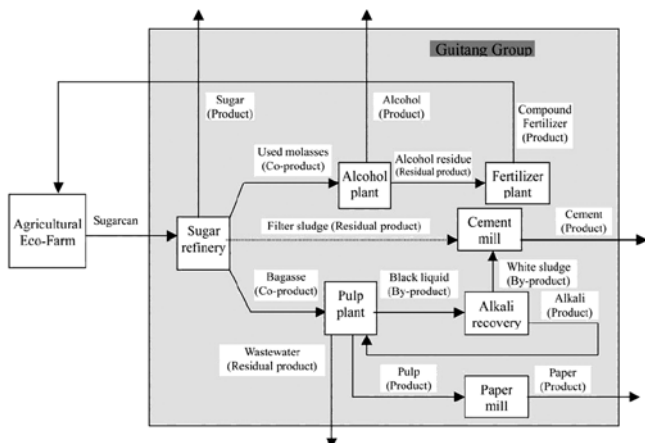 Guitang Group
Sugar
(Product)
Alcohol
(Product)
Compound
Fertilizer
(Product)
Used molasses
(Co-product)
Alcohol
plant
Alcohol residue
(Residual product)
Fertilizer
plant
Agricultural
Eco-Farm
Sugarcan
Sugar
refinery
Filter sludge (Residual product)
Cement
mill
Cement
(Product)
Bagasse
(Co-product)
Pulp
plant
Black liquid
(By-product)
White sludge
(By-product)
Alkali
recovery
Alkali
(Product)
Wastewater
(Residual product)
Pulp
(Product)
Paper
mill
Paper
(Product)